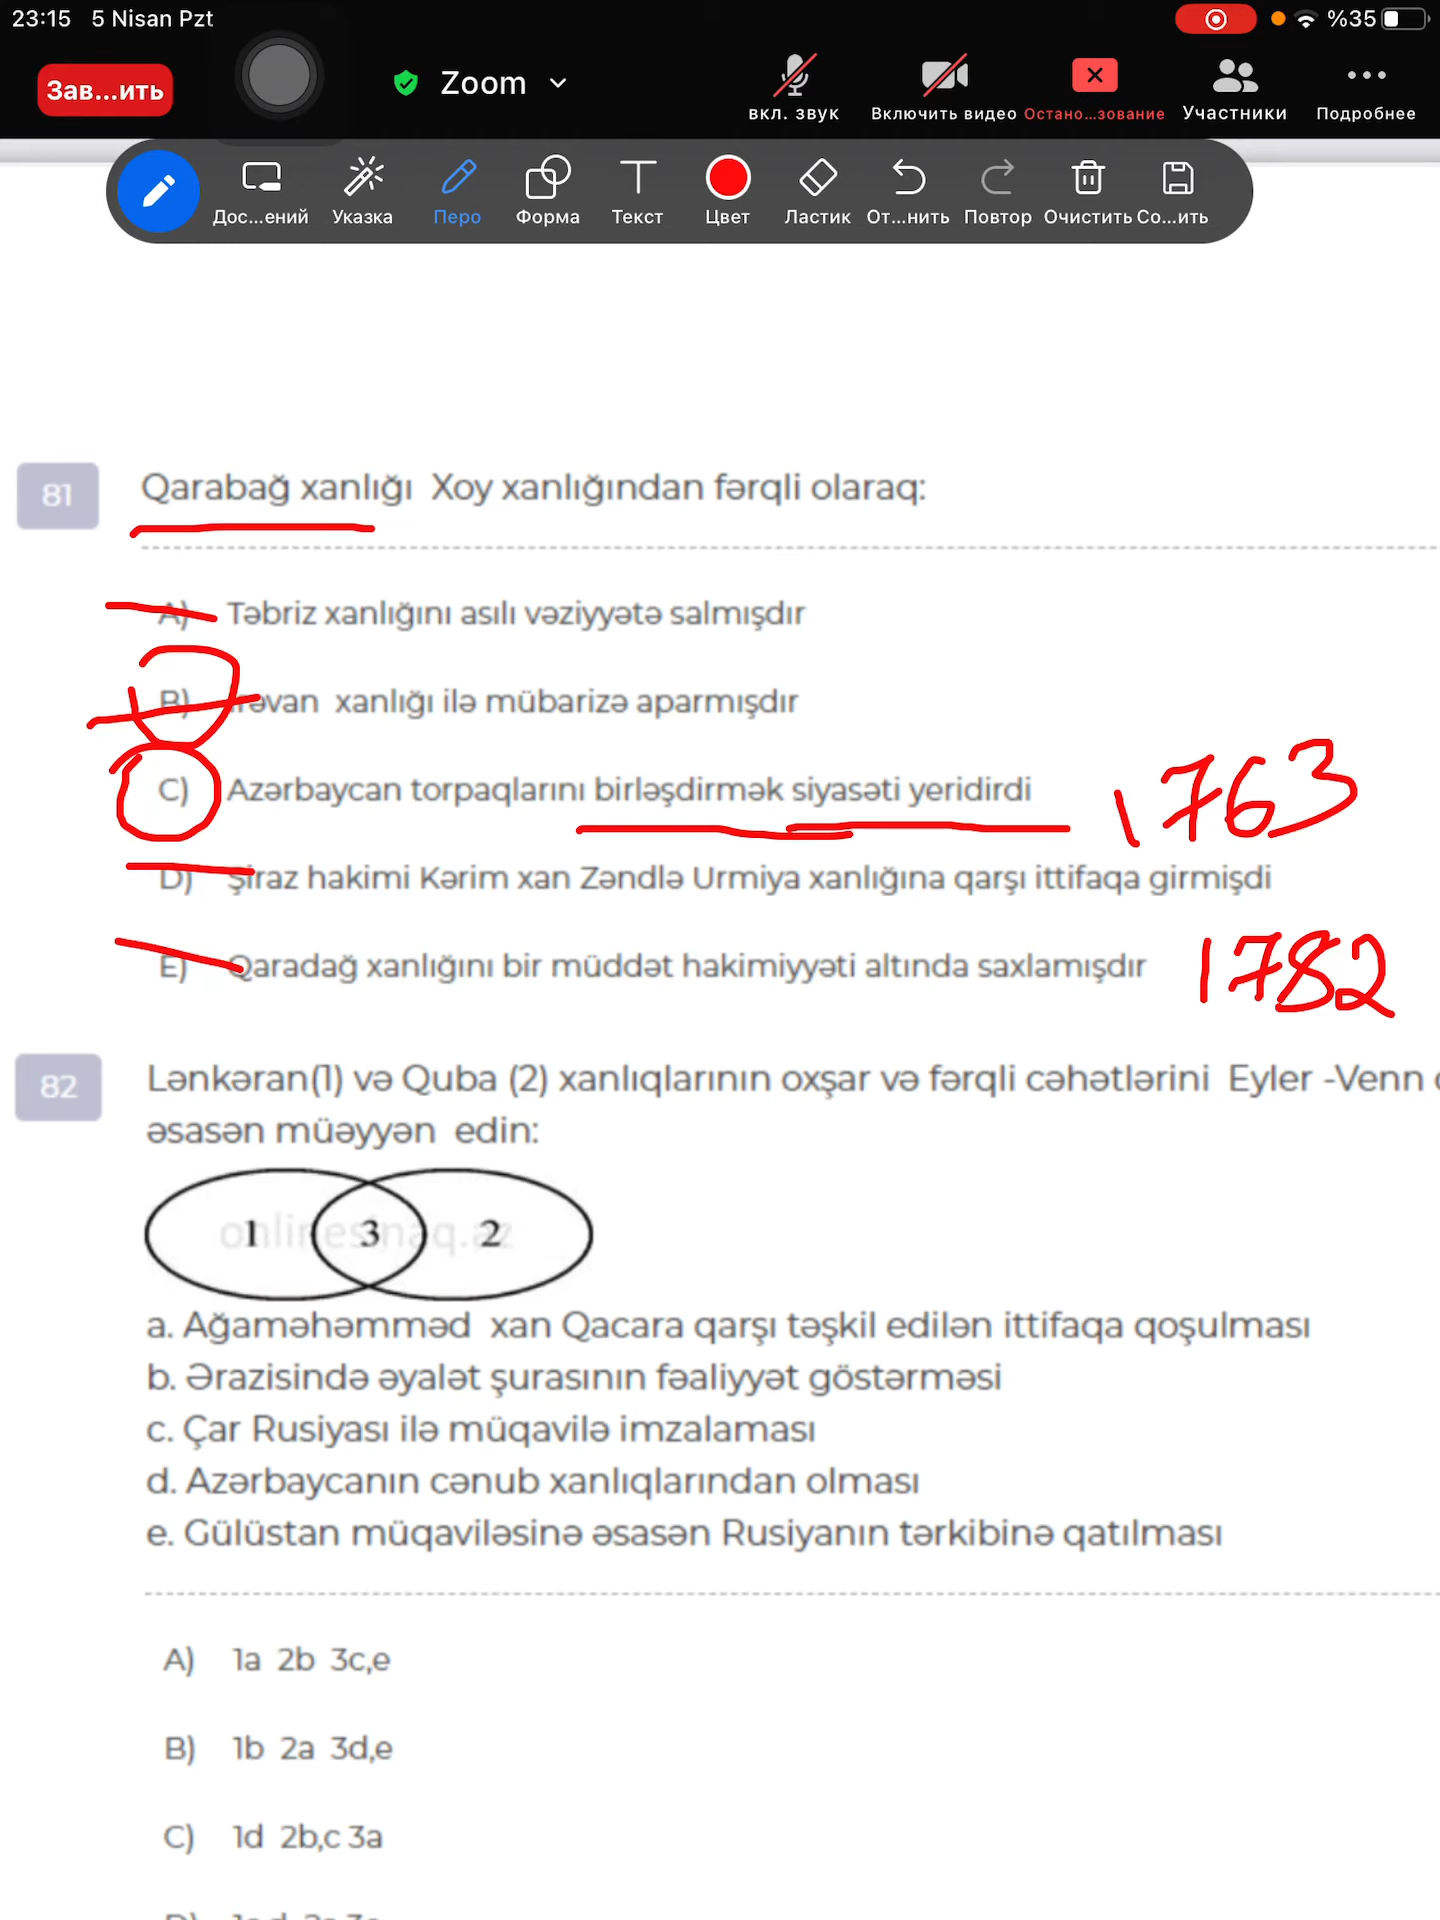 23:15 5 Nisan Pzt %35
Зав...ить Zoom вкл. звук Включить видео Остано...зование Участники Подробнее
Дос...ений Указка Перо Форма Текст Цвет Ластик От...нить Повтор Очистить Со...ить
81 Qarabağ xanlığı Xoy xanlığından fərqli olaraq:
A) Təbriz xanlığını asılı vəziyyətə salmışdır
B) İrəvan xanlığı ilə mübarizə aparmışdır
C) Azərbaycan torpaqlarını birləşdirmək siyasəti yeridirdi 1763
D) Şiraz hakimi Kərim xan Zəndlə Urmiya xanlığına qarşı ittifaqa girmişdi
E) Qaradağ xanlığını bir müddət hakimiyyəti altında saxlamışdır 1782
82 Lənkəran(1) və Quba (2) xanlıqlarının oxşar və fərqli cəhətlərini Eyler -Venn
əsasən müəyyən edin:
onlinesinaq.az
1 3 2
a. Ağaməhəmməd xan Qacara qarşı təşkil edilən ittifaqa qoşulması
b. Ərazisində əyalət şurasının fəaliyyət göstərməsi
c. Çar Rusiyası ilə müqavilə imzalaması
d. Azərbaycanın cənub xanlıqlarından olması
e. Gülüstan müqaviləsinə əsasən Rusiyanın tərkibinə qatılması
A) 1a 2b 3c,e
B) 1b 2a 3d,e
C) 1d 2b,c 3a